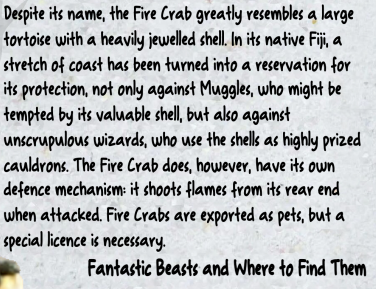 Despite its name, the Fire Crab greatly resembles a large
tortoise with a heavily jewelled shell. In its native Fiji, a
stretch of coast has been turned into a reservation for
its protection, not only against Muggles, who might be
tempted by its valuable shell, but also against
unscrupulous wizards, who use the shells as highly prized
cauldrons. The Fire Crab does, however, have its own
defence mechanism: it shoots flames from its rear end
when attacked. Fire Crabs are exported as pets, but a
special licence is necessary.
Fantastic Beasts and Where to Find Them